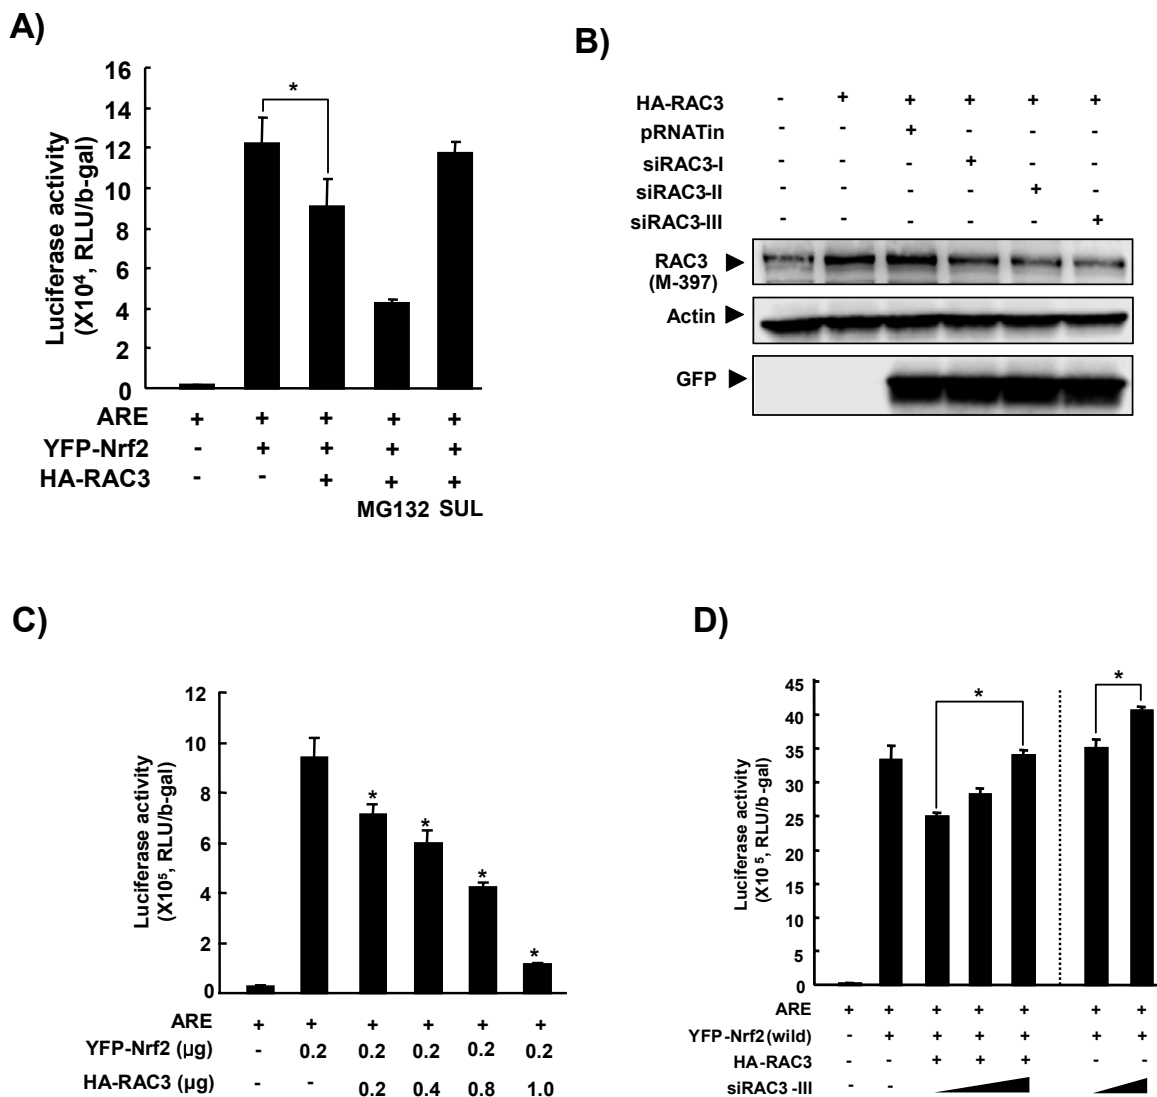 A)
16
14
12
10
8
6
4
2
0
Luciferase activity
(X10⁴, RLU/b-gal)
*
ARE + + + + +
YFP-Nrf2 - + + + +
HA-RAC3 - - + + +
MG132 SUL
B)
HA-RAC3 - + + + + +
pRNATin - - + - - -
siRAC3-I - - - + - -
siRAC3-II - - - - + -
siRAC3-III - - - - - +
RAC3
(M-397)
Actin
GFP
C)
12
10
8
6
4
2
0
Luciferase activity
(X10⁵, RLU/b-gal)
* * * *
ARE + + + + + +
YFP-Nrf2 (µg) - 0.2 0.2 0.2 0.2 0.2
HA-RAC3 (µg) - - 0.2 0.4 0.8 1.0
D)
45
40
35
30
25
20
15
10
5
0
Luciferase activity
(X10⁵, RLU/b-gal)
* *
ARE + + + + + + +
YFP-Nrf2(wild) - + + + + + +
HA-RAC3 - - + + + - -
siRAC3-III - -